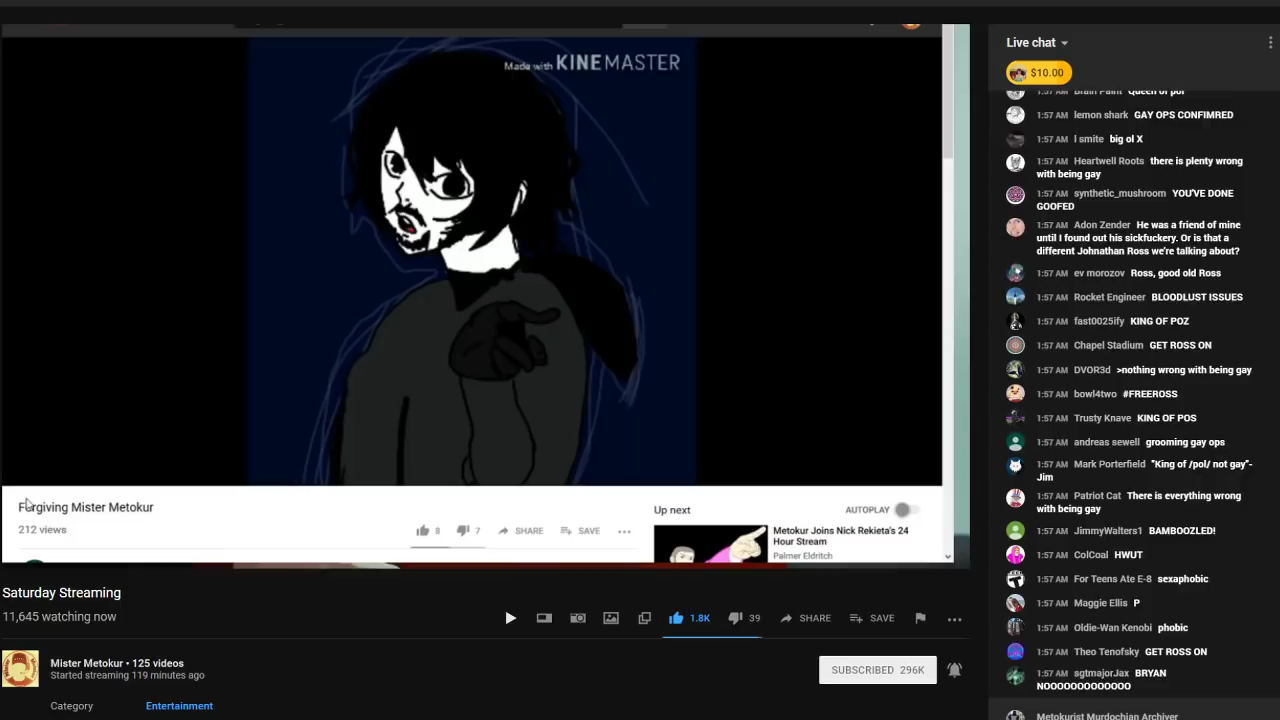 Made with KINEMASTER
Forgiving Mister Metokur
212 views
8
7
SHARE
SAVE
Up next
AUTOPLAY
Metokur Joins Nick Rekieta's 24
Hour Stream
Palmer Eldritch
Saturday Streaming
11,645 watching now
1.8K
39
SHARE
SAVE
Mister Metokur • 125 videos
Started streaming 119 minutes ago
SUBSCRIBED 296K
Category
Entertainment
Live chat
$10.00
1:57 AM Brain Paint Queen of pol
1:57 AM lemon shark GAY OPS CONFIMRED
1:57 AM l smite big ol X
1:57 AM Heartwell Roots there is plenty wrong
with being gay
1:57 AM synthetic_mushroom YOU'VE DONE
GOOFED
1:57 AM Adon Zender He was a friend of mine
until I found out his sickfuckery. Or is that a
different Johnathan Ross we're talking about?
1:57 AM ev morozov Ross, good old Ross
1:57 AM Rocket Engineer BLOODLUST ISSUES
1:57 AM fast0025ify KING OF POZ
1:57 AM Chapel Stadium GET ROSS ON
1:57 AM DVOR3d >nothing wrong with being gay
1:57 AM bowl4two #FREEROSS
1:57 AM Trusty Knave KING OF POS
1:57 AM andreas sewell grooming gay ops
1:57 AM Mark Porterfield "King of /pol/ not gay"-
Jim
1:57 AM Patriot Cat There is everything wrong
with being gay
1:57 AM JimmyWalters1 BAMBOOZLED!
1:57 AM ColCoal HWUT
1:57 AM For Teens Ate E-8 sexaphobic
1:57 AM Maggie Ellis P
1:57 AM Oldie-Wan Kenobi phobic
1:57 AM Theo Tenofsky GET ROSS ON
1:57 AM sgtmajorJax BRYAN
NOOOOOOOOOOOOO
Metokurist Murdochian Archiver